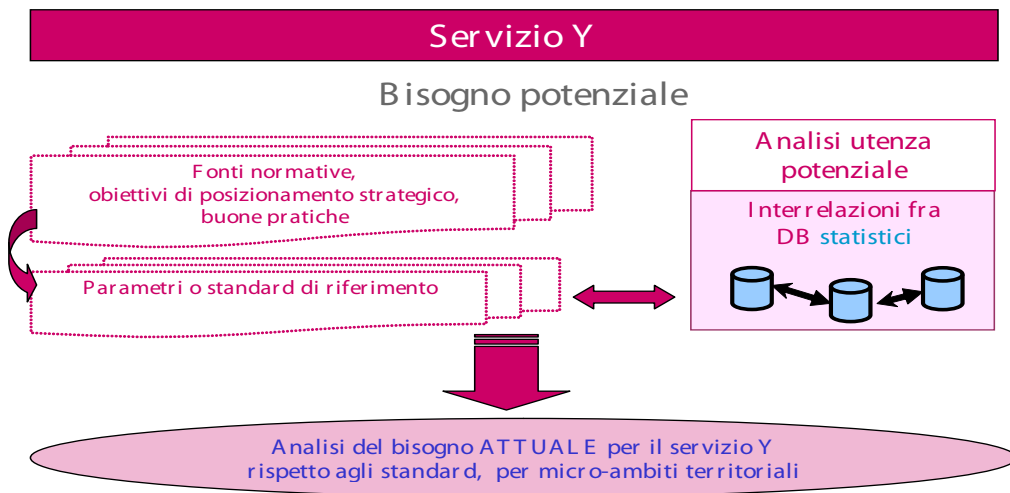 Servizio Y
Bisogno potenziale
Fonti normative,
obiettivi di posizionamento strategico,
buone pratiche
Parametri o standard di riferimento
Analisi utenza
potenziale
Interrelazioni fra
DB statistici
Analisi del bisogno ATTUALE per il servizio Y
rispetto agli standard, per micro-ambiti territoriali